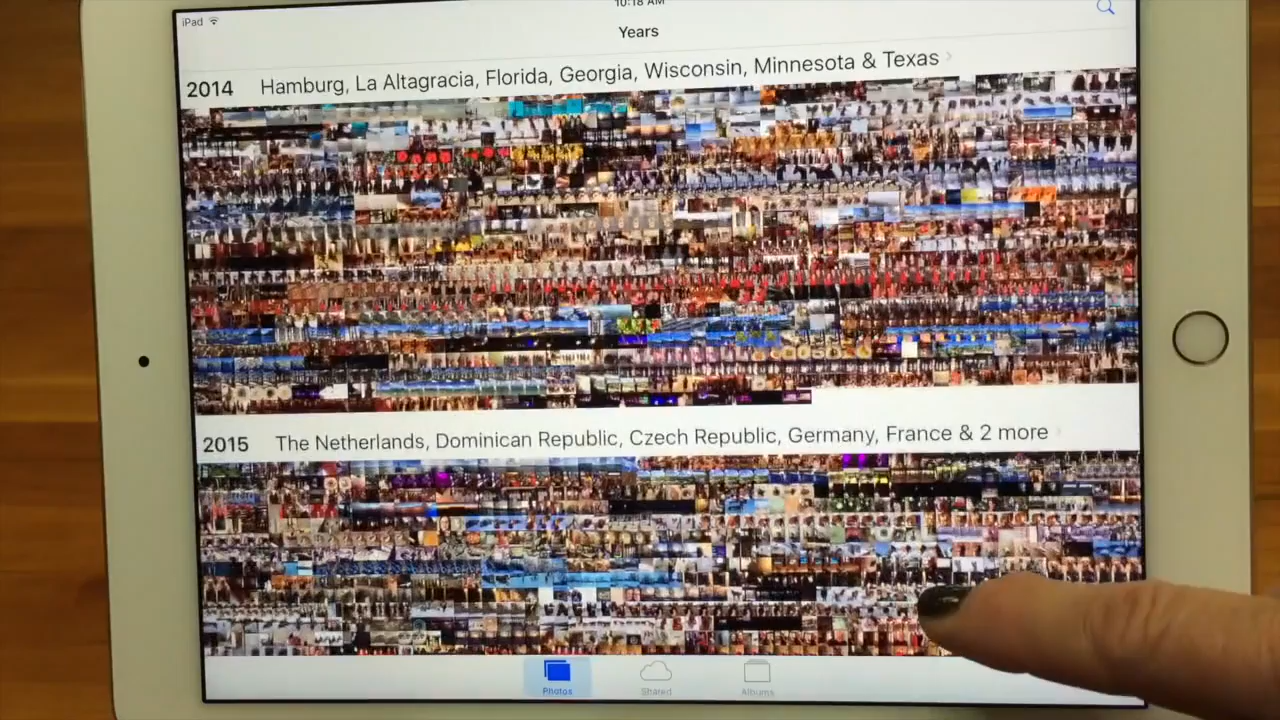 iPad
10:18 AM
Years
2014 Hamburg, La Altagracia, Florida, Georgia, Wisconsin, Minnesota & Texas
2015 The Netherlands, Dominican Republic, Czech Republic, Germany, France & 2 more
Photos
Shared
Albums